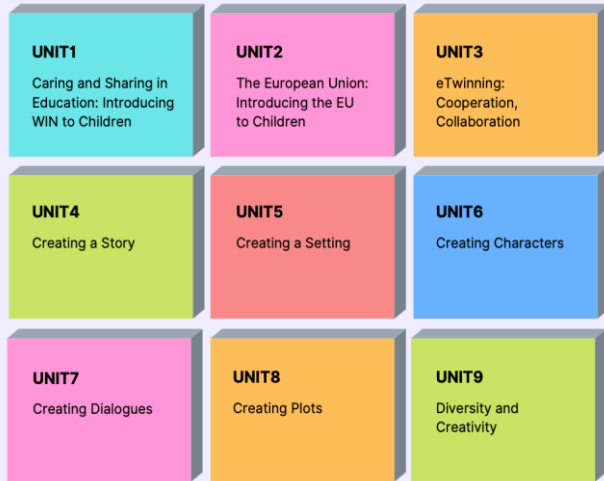 UNIT1
Caring and Sharing in
Education: Introducing
WIN to Children
UNIT2
The European Union:
Introducing the EU
to Children
UNIT3
eTwinning:
Cooperation,
Collaboration
UNIT4
Creating a Story
UNIT5
Creating a Setting
UNIT6
Creating Characters
UNIT7
Creating Dialogues
UNIT8
Creating Plots
UNIT9
Diversity and
Creativity